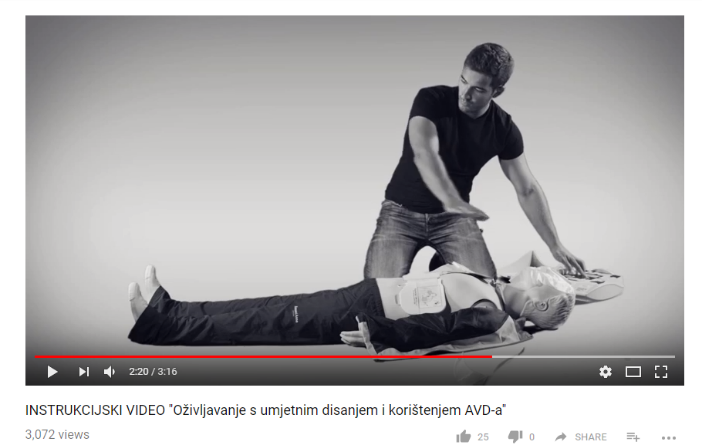 2:20 / 3:16
INSTRUKCIJSKI VIDEO "Oživljavanje s umjetnim disanjem i korištenjem AVD-a"
3,072 views
25 0 SHARE